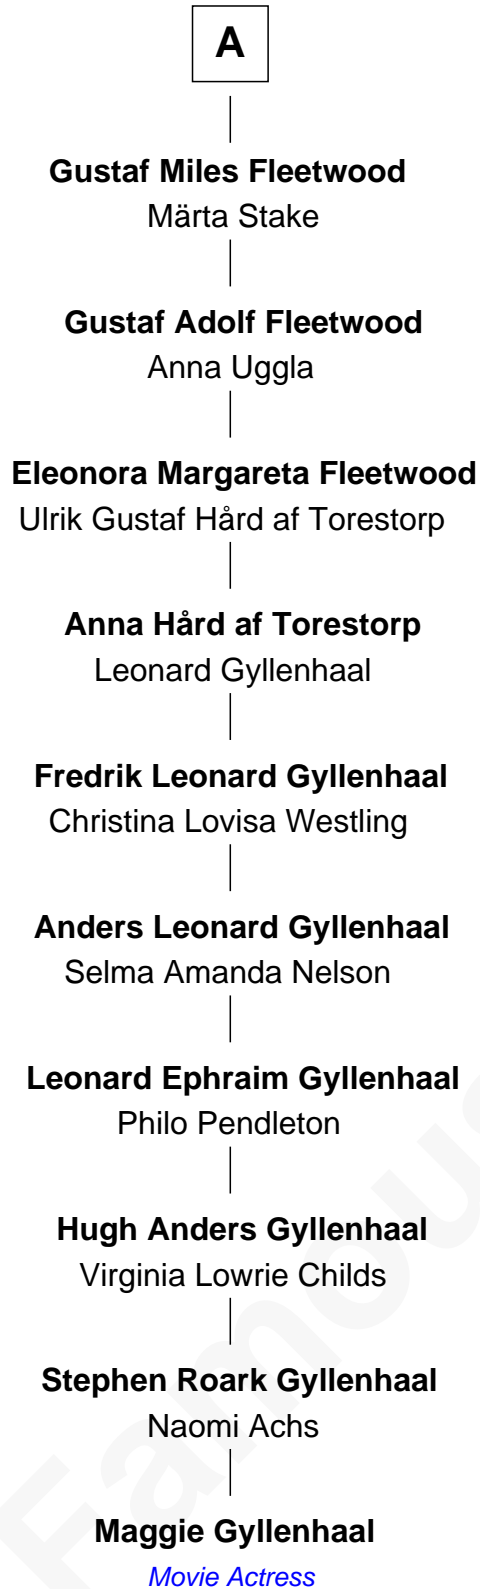 A
Gustaf Miles Fleetwood
Märta Stake
Gustaf Adolf Fleetwood
Anna Uggla
Eleonora Margareta Fleetwood
Ulrik Gustaf Hård af Torestorp
Anna Hård af Torestorp
Leonard Gyllenhaal
Fredrik Leonard Gyllenhaal
Christina Lovisa Westling
Anders Leonard Gyllenhaal
Selma Amanda Nelson
Leonard Ephraim Gyllenhaal
Philo Pendleton
Hugh Anders Gyllenhaal
Virginia Lowrie Childs
Stephen Roark Gyllenhaal
Naomi Achs
Maggie Gyllenhaal
Movie Actress
Famous